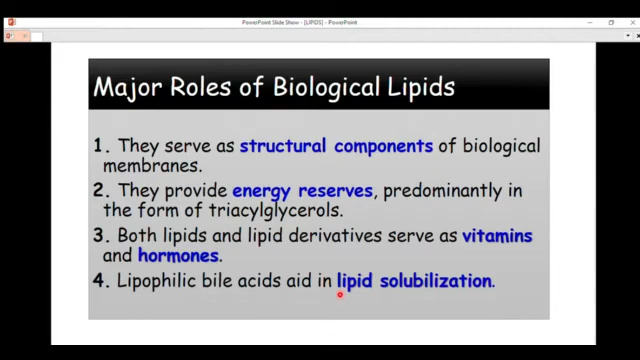 PowerPoint Slide Show - [LIPIDS] - PowerPoint
Major Roles of Biological Lipids
1. They serve as structural components of biological
membranes.
2. They provide energy reserves, predominantly in
the form of triacylglycerols.
3. Both lipids and lipid derivatives serve as vitamins
and hormones.
4. Lipophilic bile acids aid in lipid solubilization.